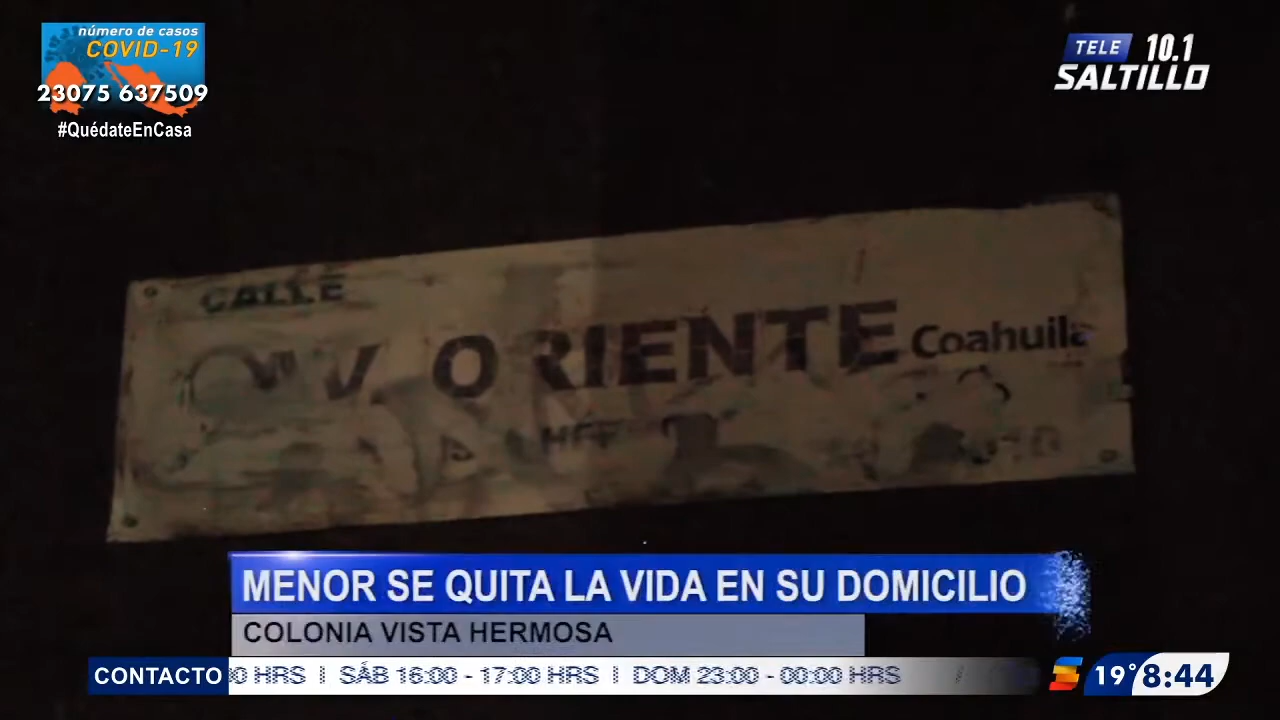 número de casos
COVID-19
23075 637509
#QuédateEnCasa
TELE 10.1
SALTILLO
CALLE
ORIENTE Coahuila
MENOR SE QUITA LA VIDA EN SU DOMICILIO
COLONIA VISTA HERMOSA
CONTACTO 0 HRS | SÁB 16:00 - 17:00 HRS | DOM 23:00 - 00:00 HRS
19° 8:44